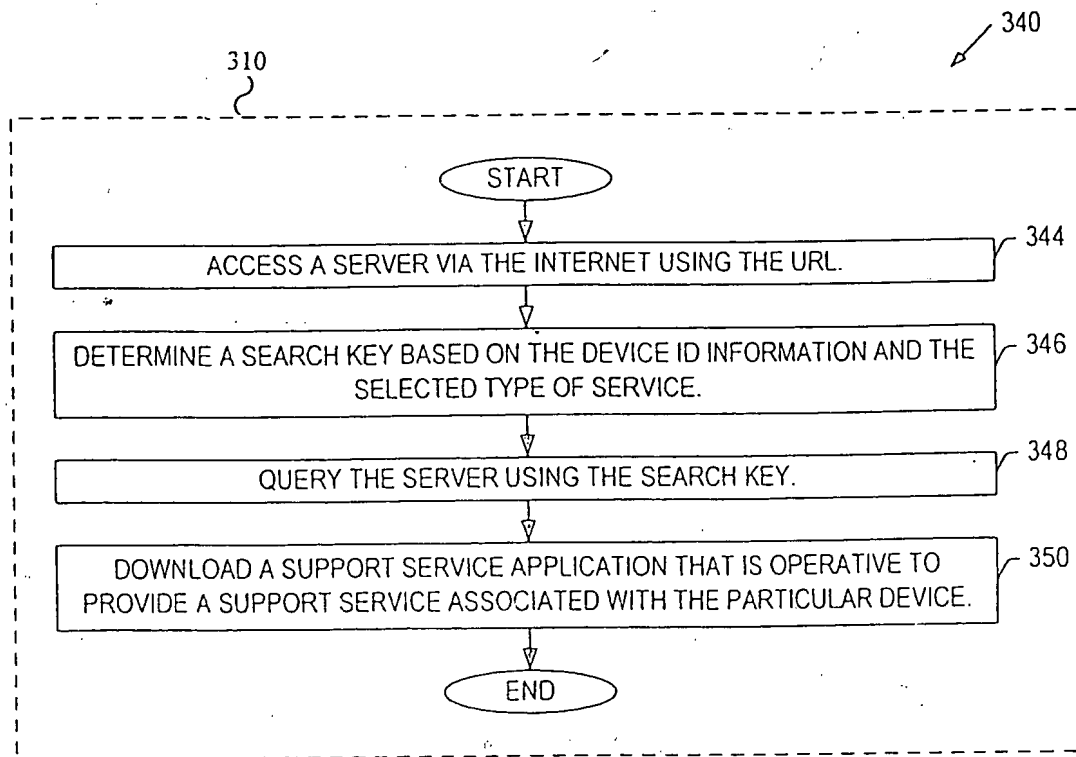 340
310
START
ACCESS A SERVER VIA THE INTERNET USING THE URL.
344
DETERMINE A SEARCH KEY BASED ON THE DEVICE ID INFORMATION AND THE
SELECTED TYPE OF SERVICE.
346
QUERY THE SERVER USING THE SEARCH KEY.
348
DOWNLOAD A SUPPORT SERVICE APPLICATION THAT IS OPERATIVE TO
PROVIDE A SUPPORT SERVICE ASSOCIATED WITH THE PARTICULAR DEVICE.
350
END